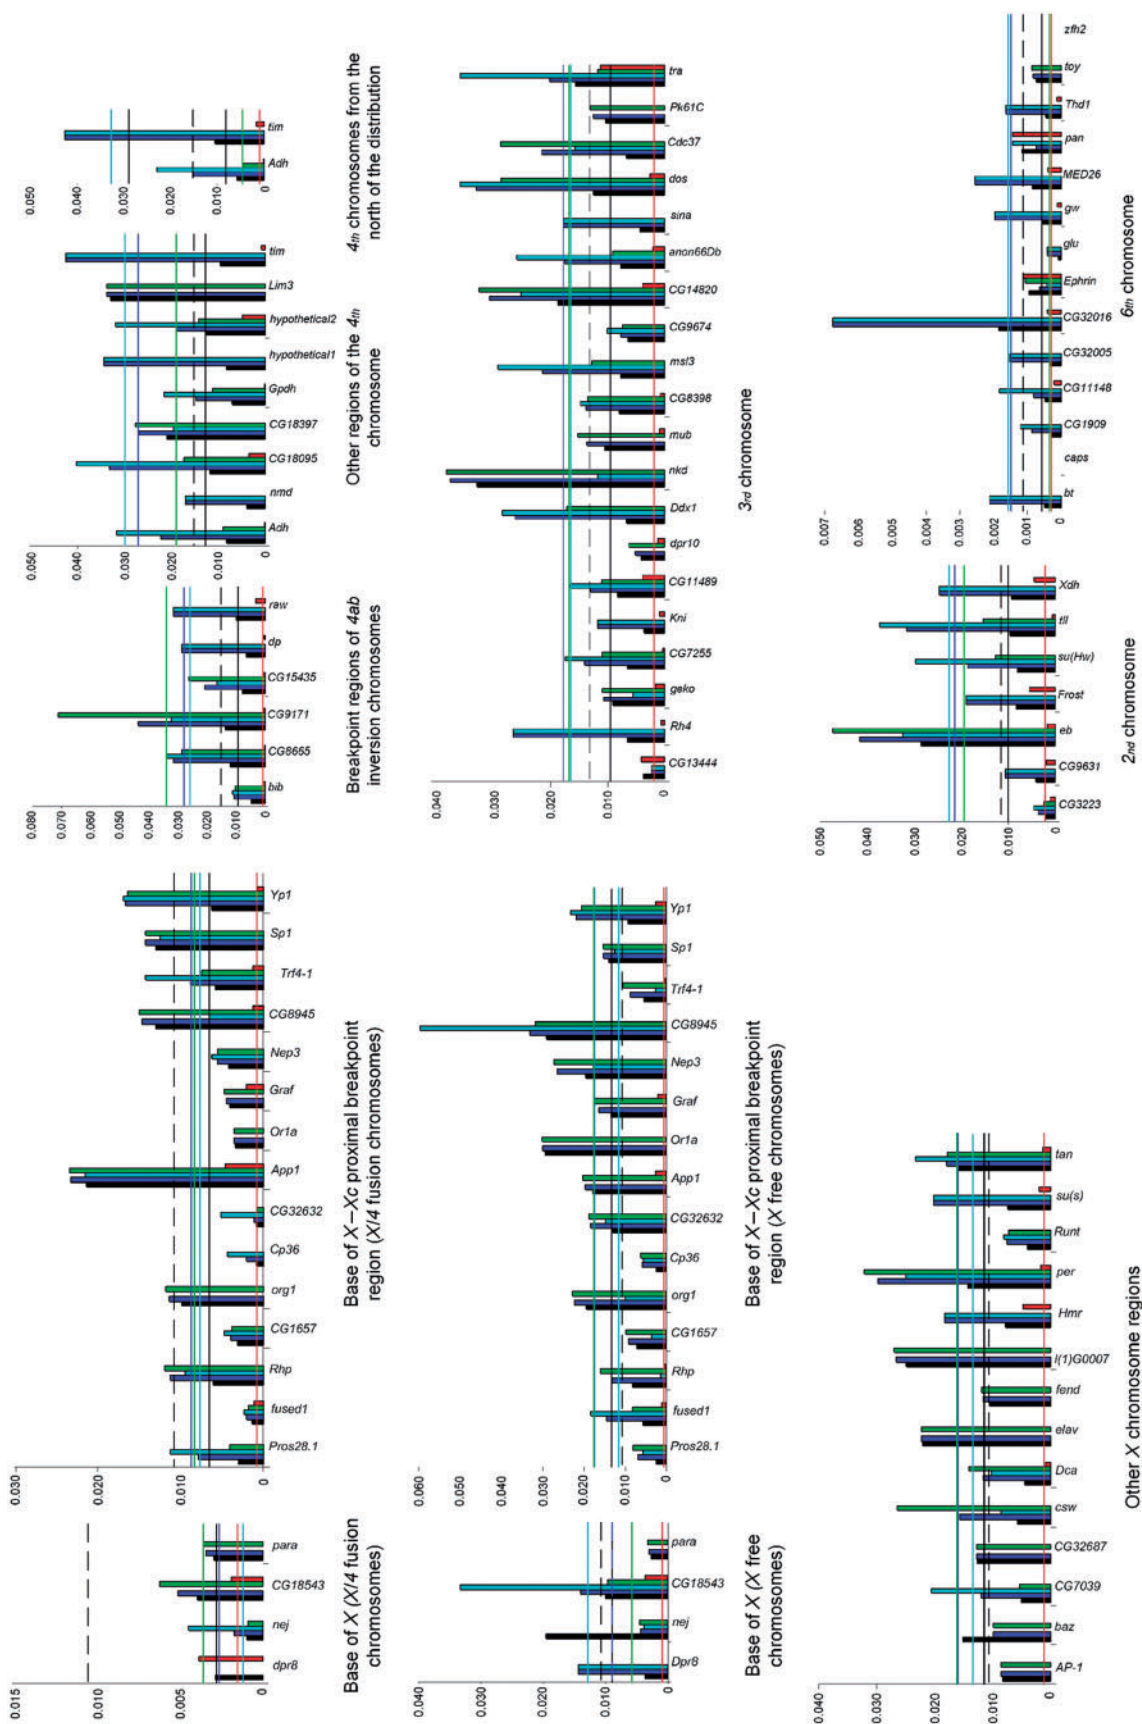 0.015
0.005
0
dpr8
nej
CG18543
para
Base of X (X/4 fusion
chromosomes)
0.030
0.020
0.010
0
Pros28.1
fused1
Rhp
CG1657
org1
Cp36
CG32632
App1
Or1a
Graf
Nep3
CG8945
Trf4-1
Sp1
Yp1
Base of X–Xc proximal breakpoint
region (X/4 fusion chromosomes)
0.080
0.070
0.060
0.050
0.040
0.030
0.020
0.010
0
bib
CG8665
CG9171
CG15435
dp
raw
Breakpoint regions of 4ab
inversion chromosomes
0.050
0.040
0.030
0.020
0.010
0
Adh
nmd
CG18095
CG18397
Gpdh
hypothetical1
hypothetical2
Lim3
tim
Other regions of the 4th
chromosome
0.050
0.040
0.030
0.020
0.010
0
Adh
tim
4th chromosomes from the
north of the distribution
0.040
0.030
0.020
0.010
0
Dpr8
nej
CG18543
para
Base of X (X free
chromosomes)
0.060
0.050
0.040
0.030
0.020
0.010
0
Pros28.1
fused1
Rhp
CG1657
org1
Cp36
CG32632
App1
Or1a
Graf
Nep3
CG8945
Trf4-1
Sp1
Yp1
Base of X–Xc proximal breakpoint
region (X free chromosomes)
0.040
0.030
0.020
0.010
0
CG13444
Rh4
geko
CG7255
Kni
CG11489
dpr10
Ddx1
nkd
mub
CG8398
msl3
CG9674
CG14820
anon66Db
sina
dos
Cdc37
Pk61C
tra
3rd chromosome
0.040
0.030
0.020
0.010
0
AP-1
baz
CG7039
CG32687
csw
Dca
elav
fend
l(1)G0007
Hmr
per
Runt
su(s)
tan
Other X chromosome regions
0.050
0.040
0.030
0.020
0.010
0
CG3223
CG9631
eb
Frost
su(Hw)
tll
Xdh
2nd chromosome
0.007
0.006
0.005
0.004
0.003
0.002
0.001
0
bt
caps
CG1909
CG11148
CG32005
CG32016
Ephrin
glu
gw
MED26
pan
Thd1
toy
zfh2
6th chromosome